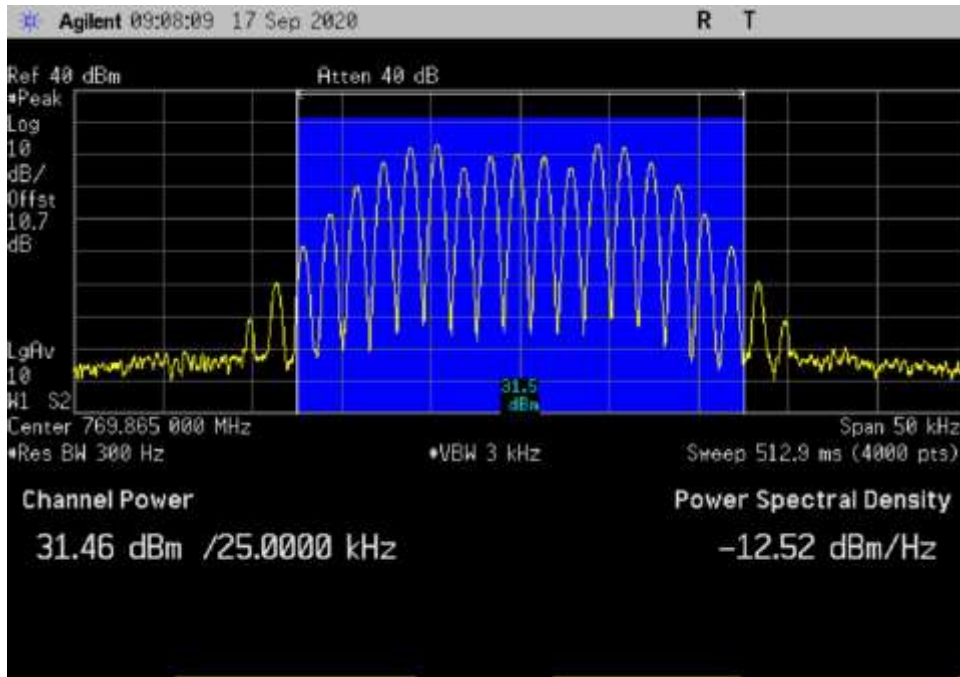 Agilent 09:08:09 17 Sep 2020 R T
Ref 40 dBm Atten 40 dB
#Peak
Log
10
dB/
Offst
10.7
dB
LgAv
10
W1 S2
31.5
dBm
Center 769.865 000 MHz Span 50 kHz
#Res BW 300 Hz #VBW 3 kHz Sweep 512.9 ms (4000 pts)
Channel Power Power Spectral Density
31.46 dBm /25.0000 kHz -12.52 dBm/Hz